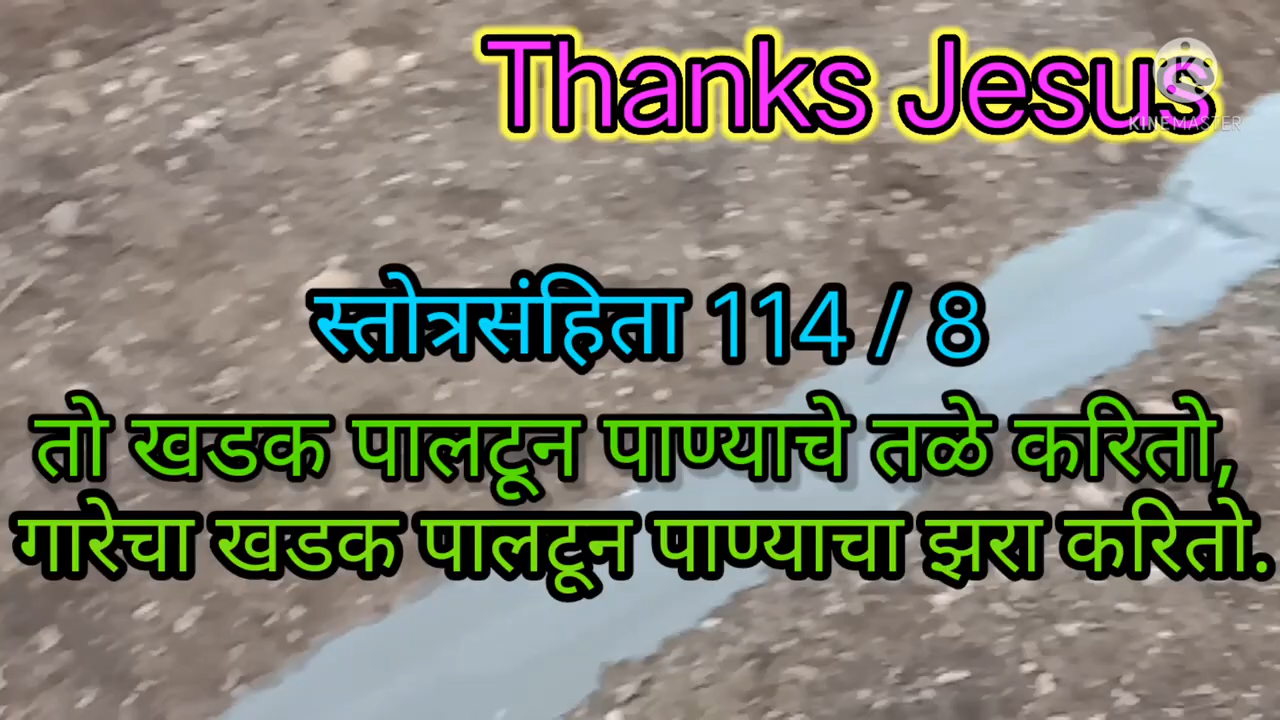 Thanks Jesus
KINEMASTER
स्तोत्रसंहिता 114 / 8
तो खडक पालटून पाण्याचे तळे करितो,
गारेचा खडक पालटून पाण्याचा झरा करितो.